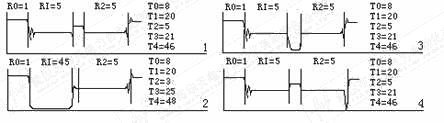 R0=1 RI=5 R2=5 T0=8
T1=20
T2=5
T3=21
T4=46
1
R0=1 RI=45 R2=5 T0=8
T1=20
T2=3
T3=25
T4=48
2
R0=1 RI=5 R2=5 T0=8
T1=20
T2=5
T3=21
T4=46
3
R0=1 RI=5 R2=5 T0=8
T1=20
T2=5
T3=21
T4=46
4